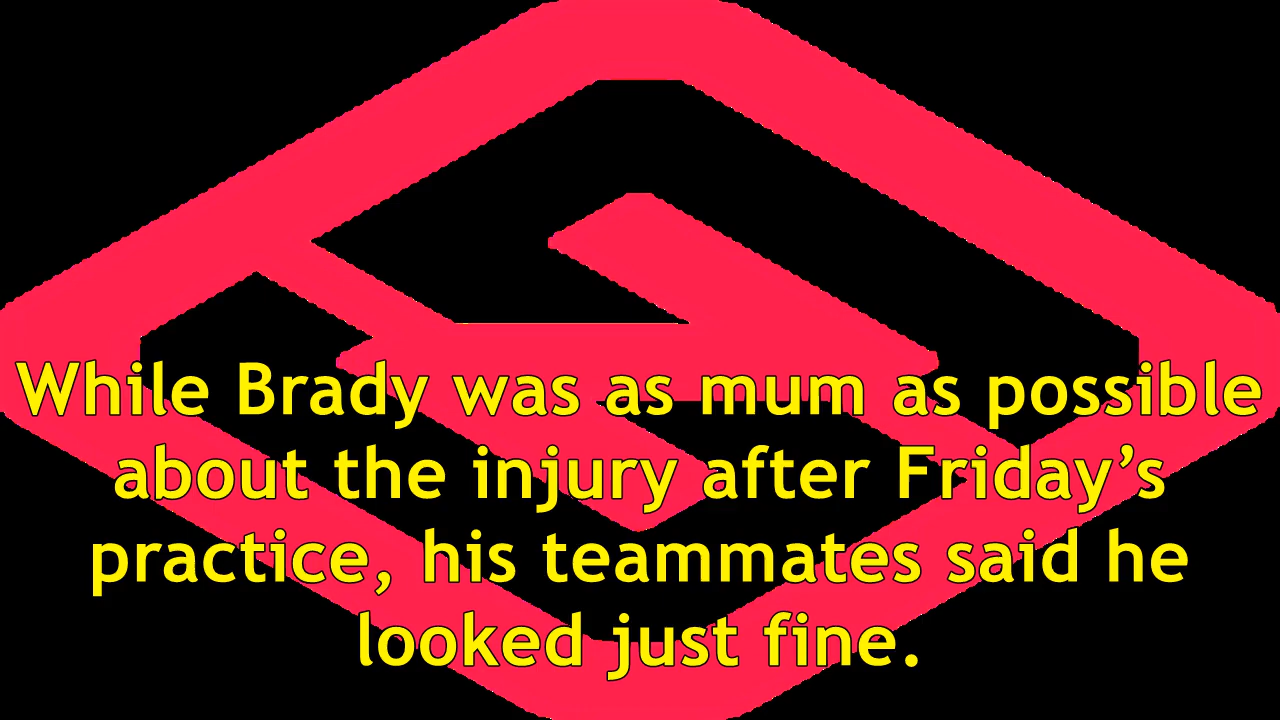 While Brady was as mum as possible
about the injury after Friday’s
practice, his teammates said he
looked just fine.